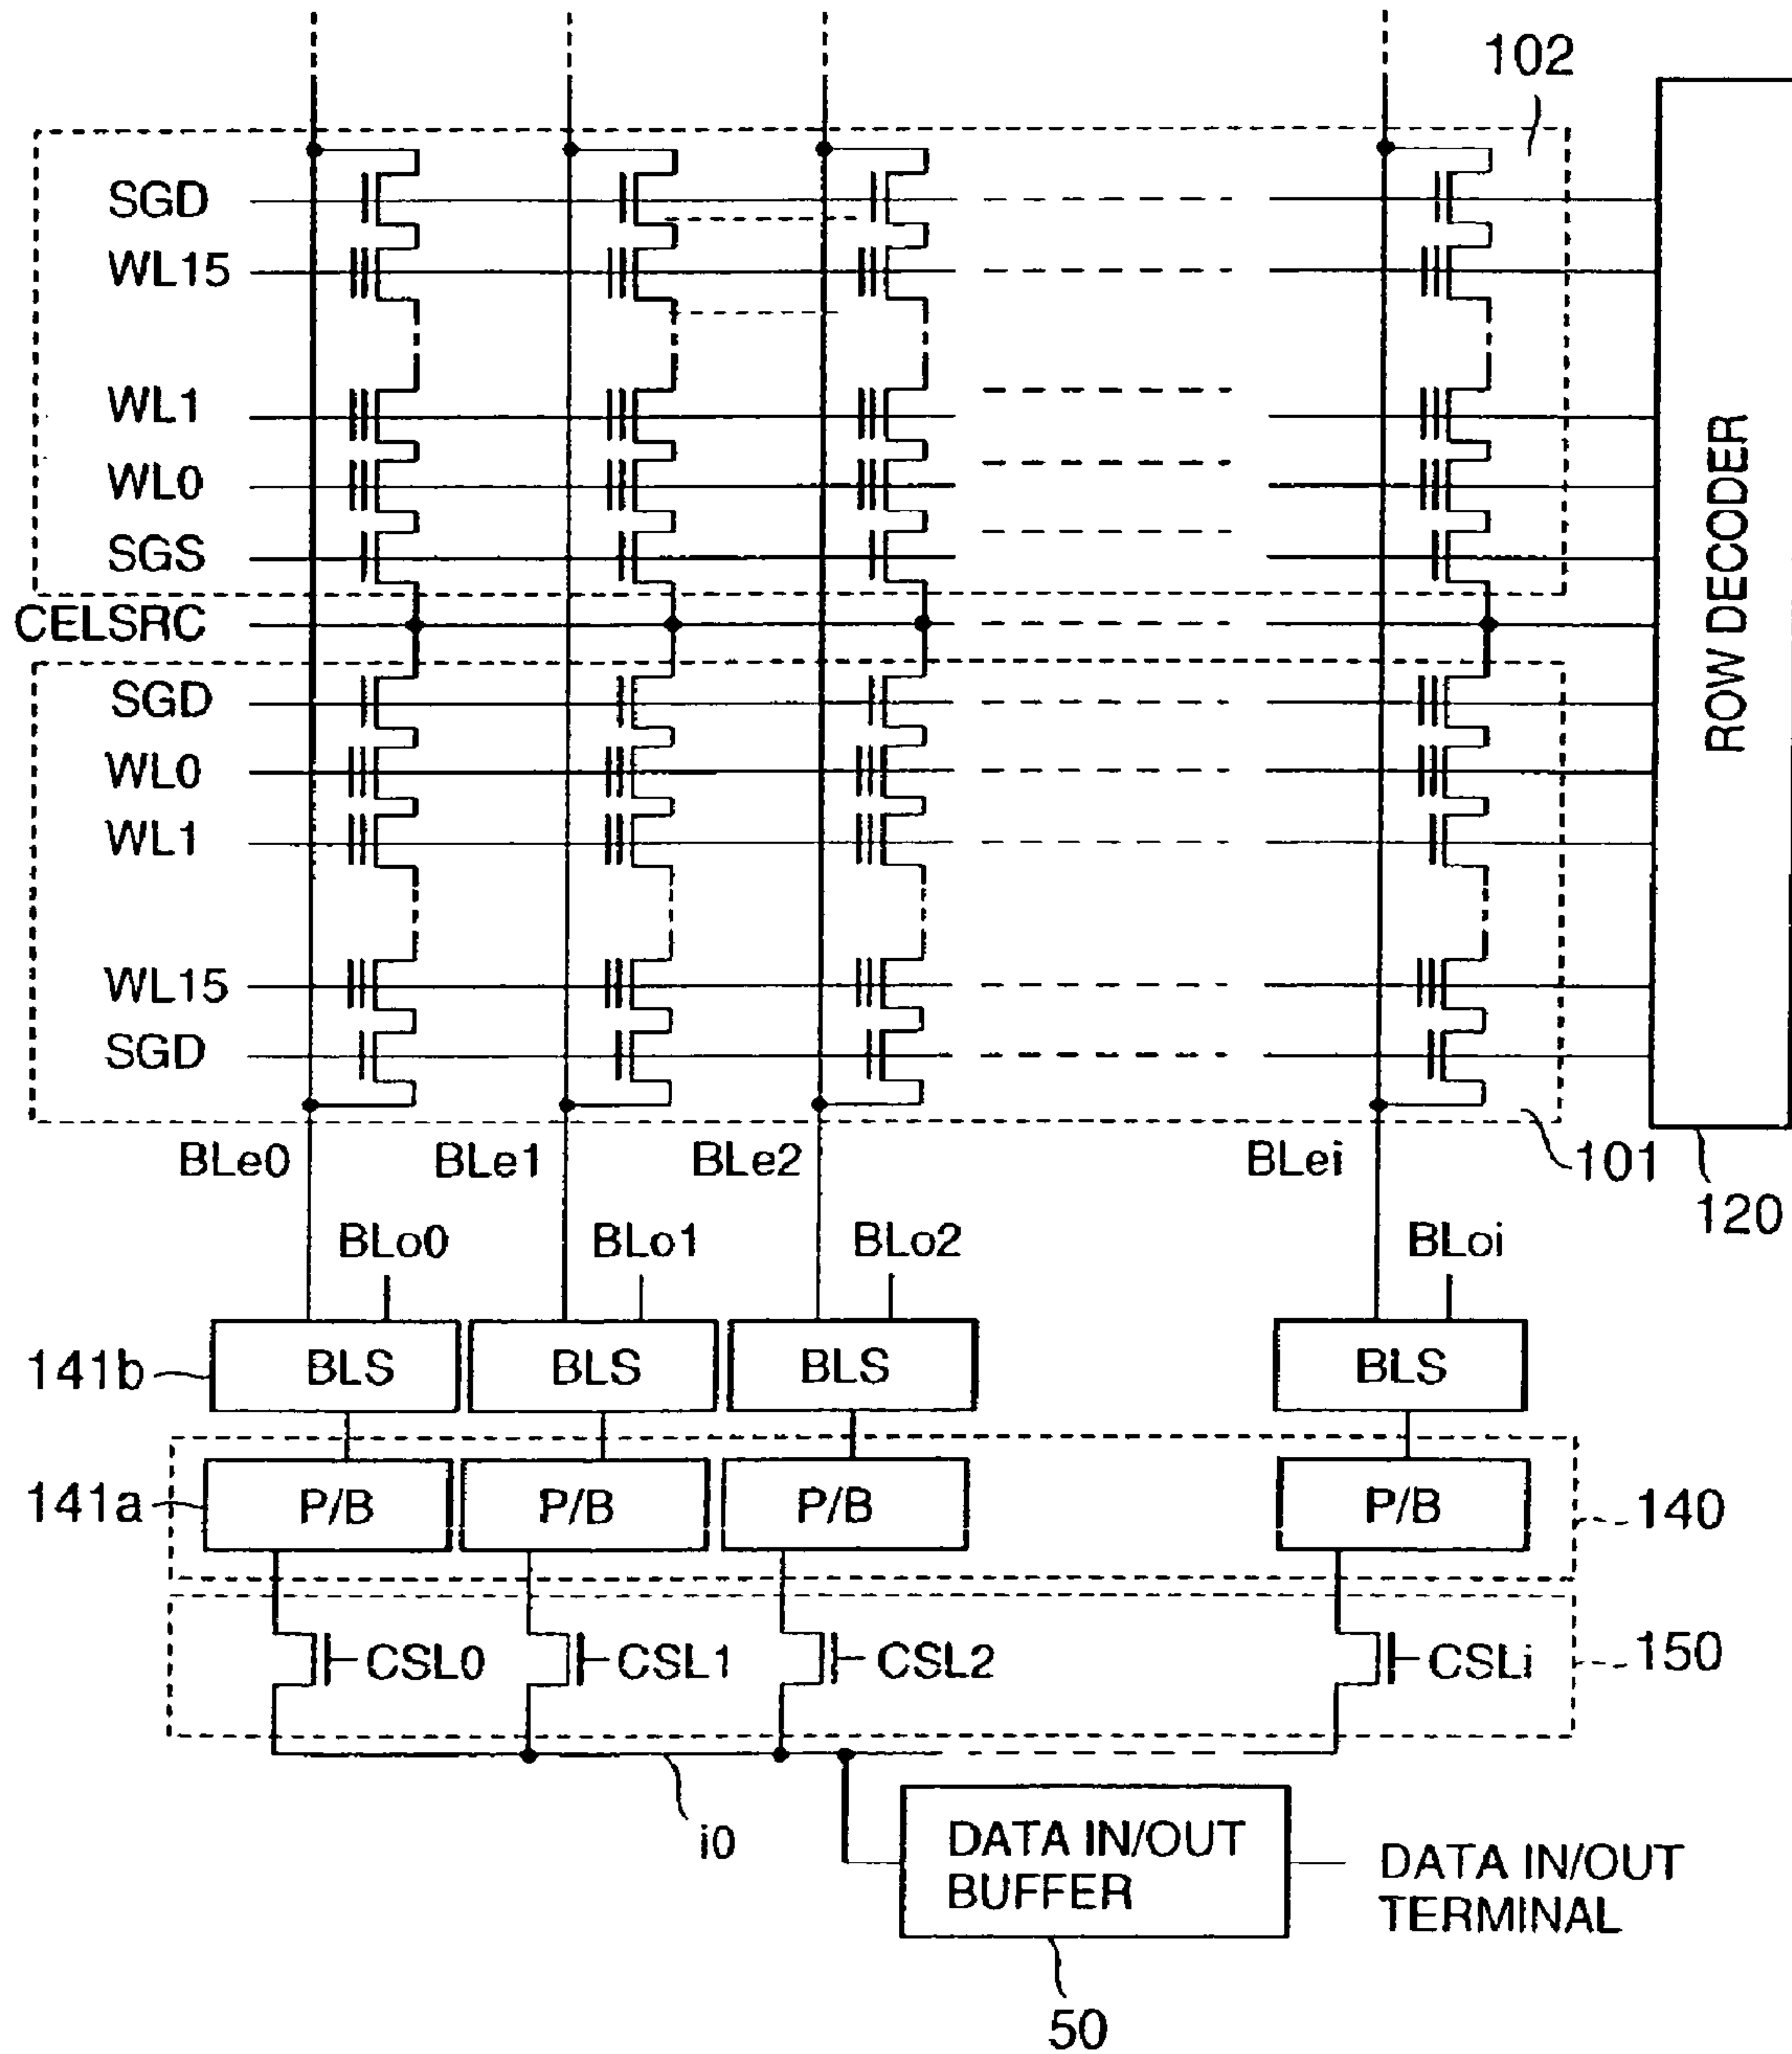 102
SGD
WL15
WL1
WL0
SGS
CELSRC
SGD
WL0
WL1
WL15
SGD
ROW DECODER
BLe0
BLe1
BLe2
BLei
101
120
BLo0
BLo1
BLo2
BLoi
141b
BLS
BLS
BLS
BLS
141a
P/B
P/B
P/B
P/B
140
CSL0
CSL1
CSL2
CSLi
150
i0
DATA IN/OUT
BUFFER
DATA IN/OUT
TERMINAL
50